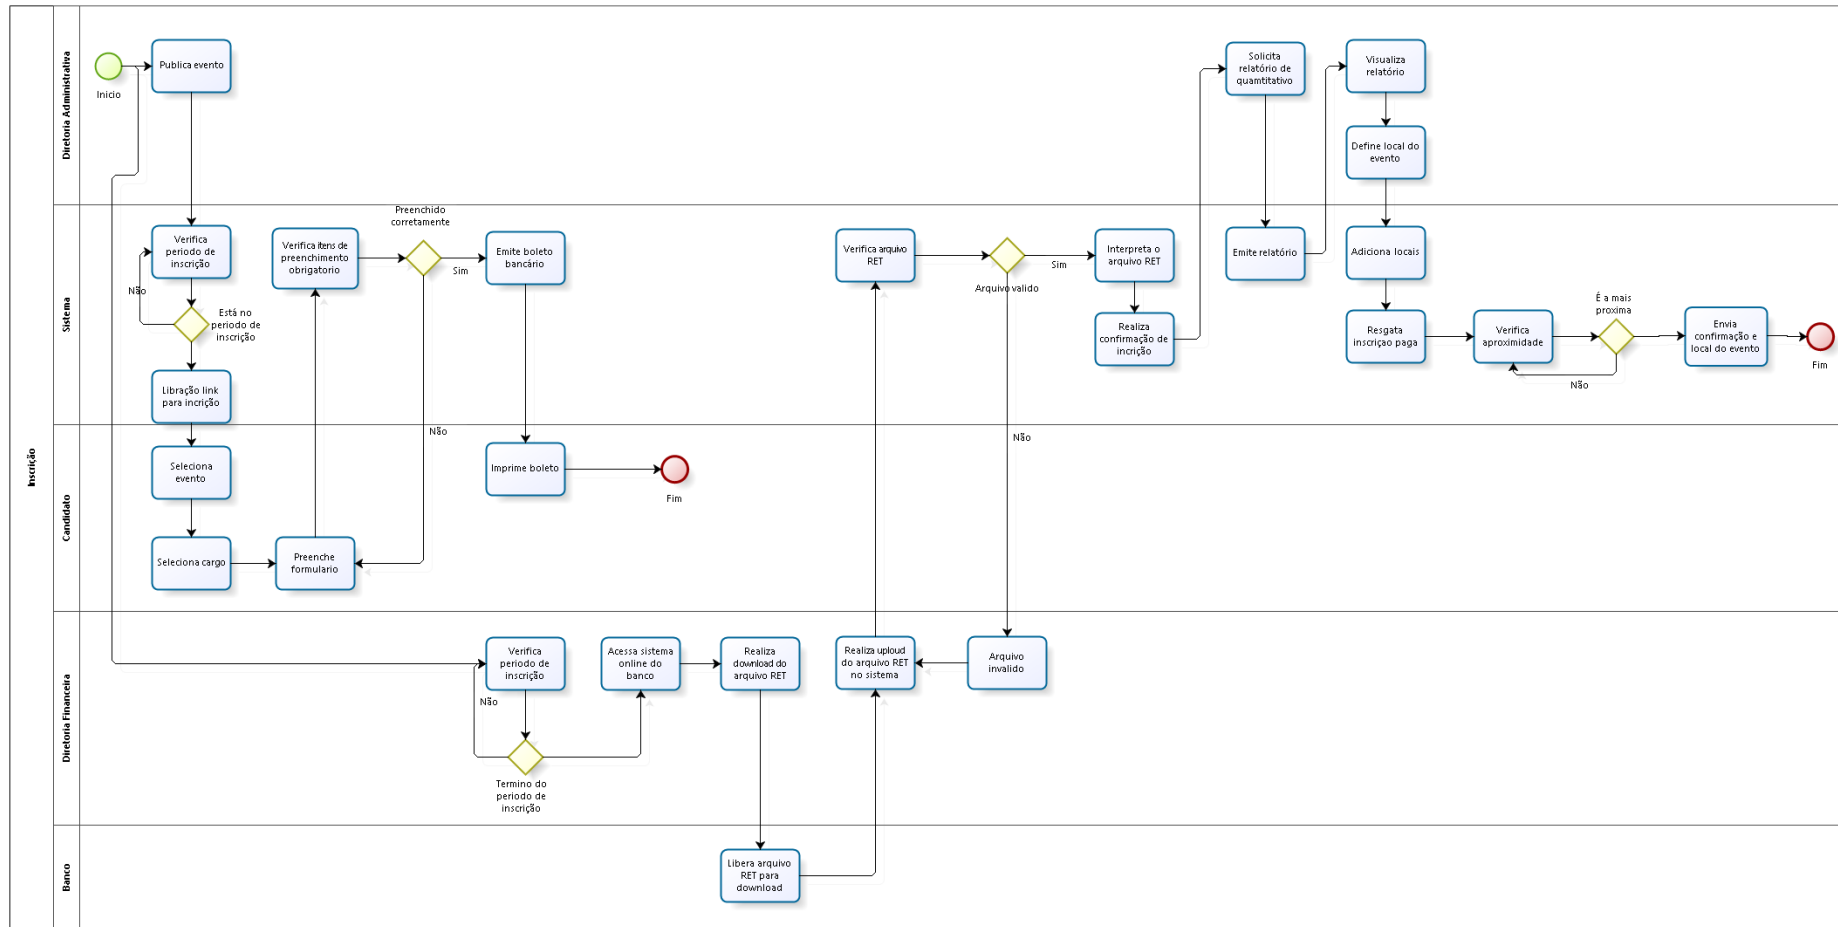 Inscrição
Diretoria Administrativa
Inicio
Publica evento
Solicita
relatório de
quamtitativo
Visualiza
relatório
Define local do
evento
Sistema
Verifica
periodo de
inscrição
Não
Está no
periodo de
inscrição
Libração link
para incrição
Verifica itens de
preenchimento
obrigatorio
Preenchido
corretamente
Sim
Não
Emite boleto
bancário
Verifica arquivo
RET
Arquivo valido
Sim
Não
Interpreta o
arquivo RET
Realiza
confirmação de
incrição
Emite relatório
Adiciona locais
Resgata
inscriçao paga
Verifica
aproximidade
É a mais
proxima
Não
Envia
confirmação e
local do evento
Fim
Candidato
Seleciona
evento
Seleciona cargo
Preenche
formulario
Imprime boleto
Fim
Diretoria Financeira
Verifica
periodo de
inscrição
Não
Termino do
periodo de
inscrição
Acessa sistema
online do
banco
Realiza
download do
arquivo RET
Realiza uploud
do arquivo RET
no sistema
Arquivo
invalido
Banco
Libera arquivo
RET para
download